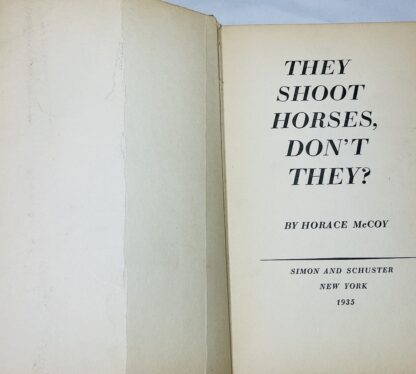 THEY
SHOOT
HORSES,
DON'T
THEY?
BY HORACE McCOY
SIMON AND SCHUSTER
NEW YORK
1935